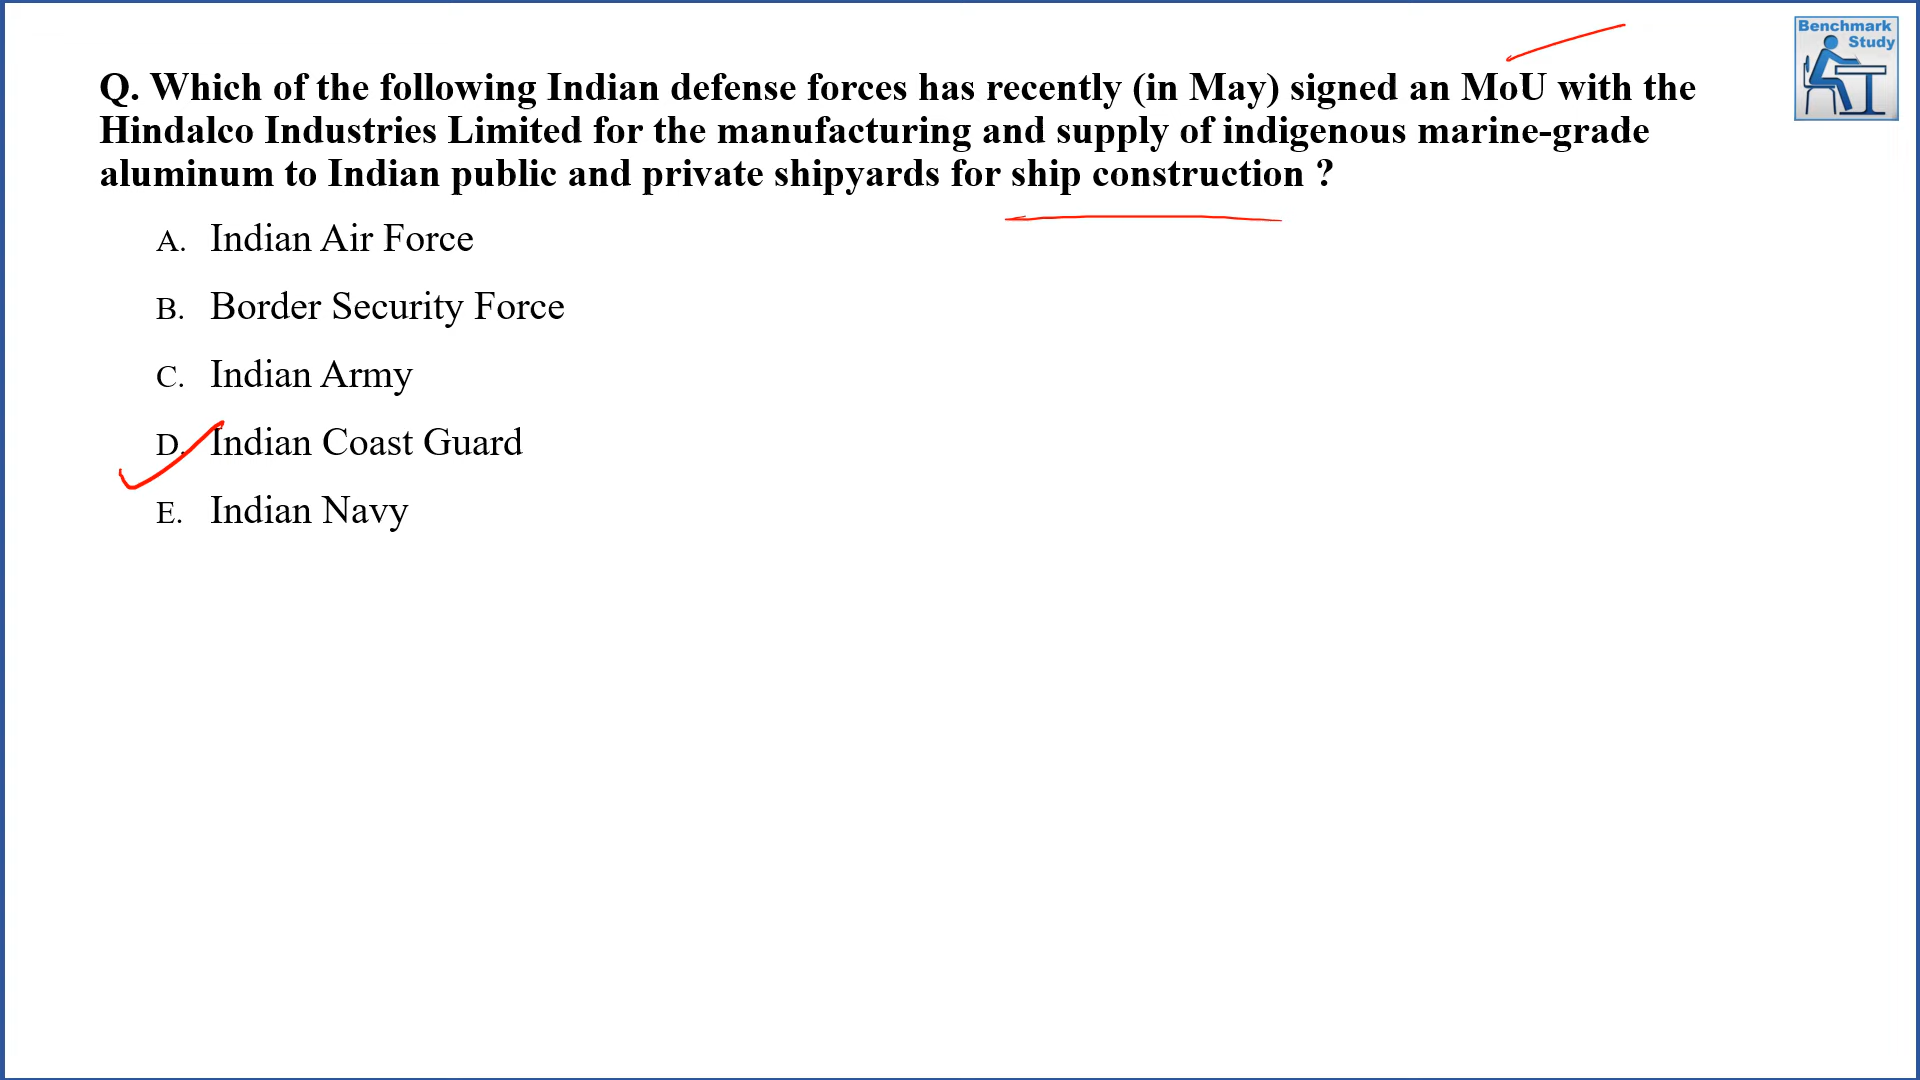 Benchmark
Study
Q. Which of the following Indian defense forces has recently (in May) signed an MoU with the
Hindalco Industries Limited for the manufacturing and supply of indigenous marine-grade
aluminum to Indian public and private shipyards for ship construction ?
A. Indian Air Force
B. Border Security Force
C. Indian Army
D. Indian Coast Guard
E. Indian Navy